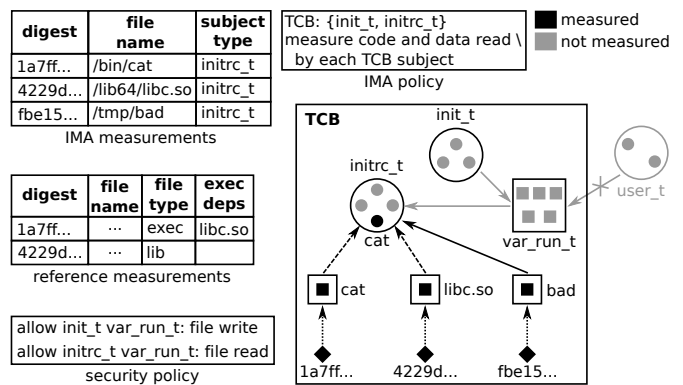 digest file name subject type
1a7ff... /bin/cat initrc_t
4229d... /lib64/libc.so initrc_t
fbe15... /tmp/bad initrc_t
IMA measurements
TCB: {init_t, initrc_t}
measure code and data read \
by each TCB subject
IMA policy
measured
not measured
digest file name file type exec deps
1a7ff... ... exec libc.so
4229d... ... lib
reference measurements
allow init_t var_run_t: file write
allow initrc_t var_run_t: file read
security policy
TCB
init_t
initrc_t
user_t
cat
var_run_t
cat
libc.so
bad
1a7ff...
4229d...
fbe15...